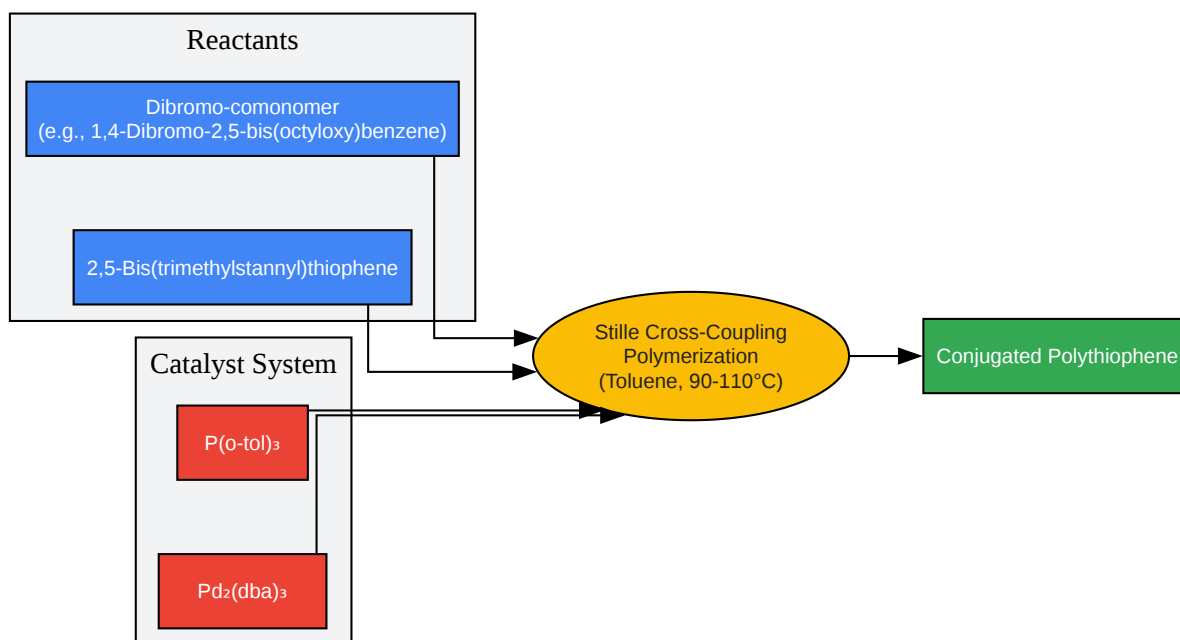 Reactants
Dibromo-comonomer
(e.g., 1,4-Dibromo-2,5-bis(octyloxy)benzene)
2,5-Bis(trimethylstannyl)thiophene
Catalyst System
P(o-tol)₃
Pd₂(dba)₃
Stille Cross-Coupling
Polymerization
(Toluene, 90-110°C)
Conjugated Polythiophene